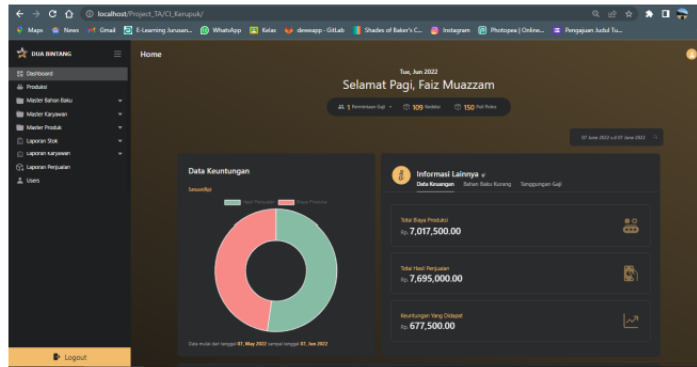 localhost/Project_TA/CI_Kerupuk/
Maps
News
Gmail
E-Learning Jurusan...
WhatsApp
Kelas
deweapp · GitLab
Shades of Baker's C...
Instagram
Photopea | Online...
Pengajuan Judul Tu...
DUA BINTANG
Home
Dashboard
Produksi
Master Bahan Baku
Master Karyawan
Master Produk
Laporan Stok
Laporan Karyawan
Laporan Penjualan
Users
Logout
Tue, Jun 2022
Selamat Pagi, Faiz Muazzam
1 Permintaan Gaji
109
150
07 June 2022 s.d 07 June 2022
Data Keuntungan
Hasil Penjualan
Biaya Produksi
Data mulai dari tanggal 07, May 2022 sampai tanggal 07, Jun 2022
Informasi Lainnya
Data Keuangan
Bahan Baku Kurang
Tanggungan Gaji
Total Biaya Produksi
Rp. 7,017,500.00
Total Hasil Penjualan
Rp. 7,695,000.00
Keuntungan Yang Didapat
Rp. 677,500.00